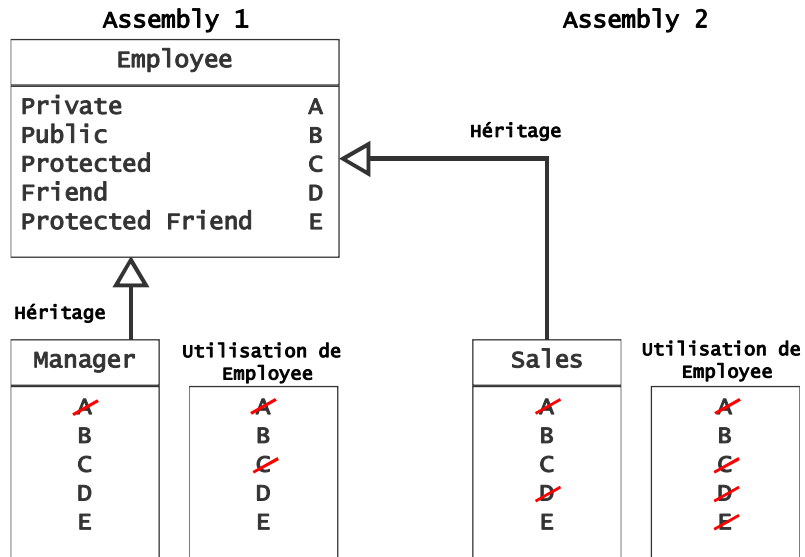 Assembly 1
Assembly 2
Employee
Private A
Public B
Protected C
Friend D
Protected Friend E
Héritage
Héritage
Manager
A
B
C
D
E
Utilisation de
Employee
A
B
C
D
E
Sales
A
B
C
D
E
Utilisation de
Employee
A
B
C
D
E